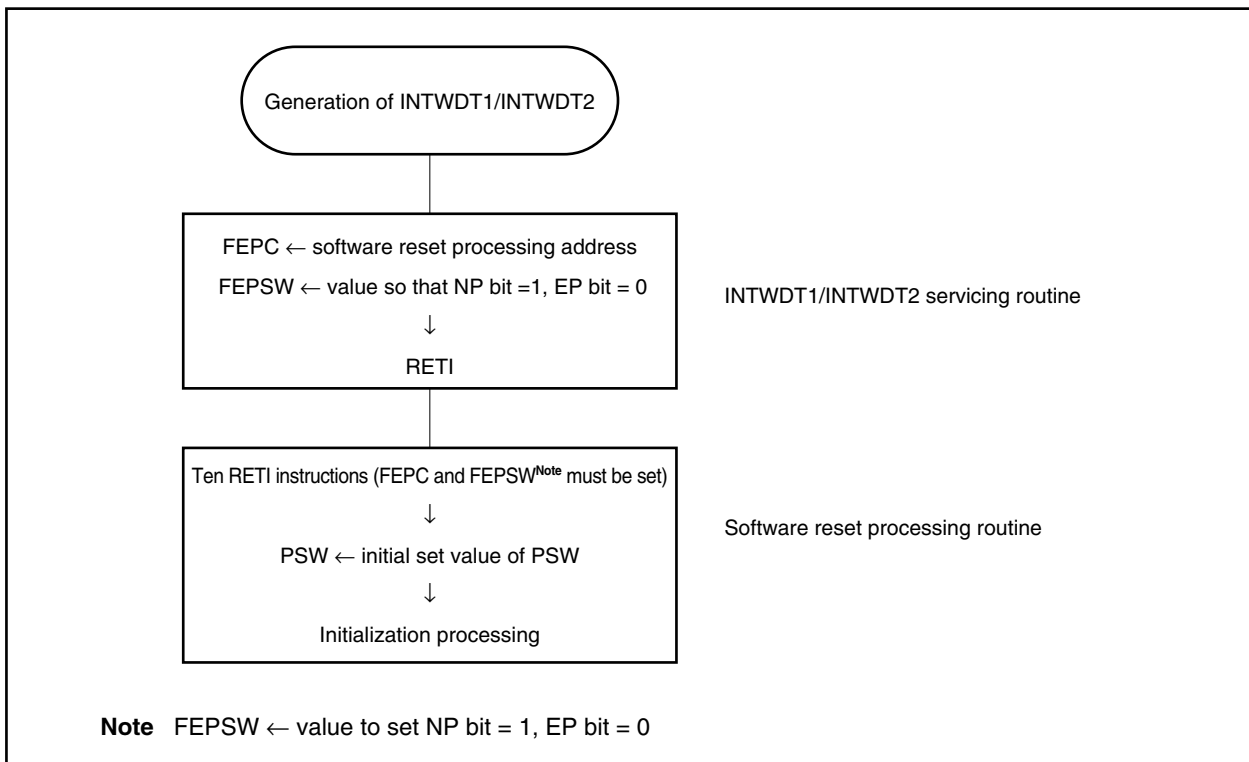 Generation of INTWDT1/INTWDT2
FEPC ← software reset processing address
FEPSW ← value so that NP bit =1, EP bit = 0
↓
RETI
INTWDT1/INTWDT2 servicing routine
Ten RETI instructions (FEPC and FEPSWNote must be set)
↓
PSW ← initial set value of PSW
↓
Initialization processing
Software reset processing routine
Note FEPSW ← value to set NP bit = 1, EP bit = 0